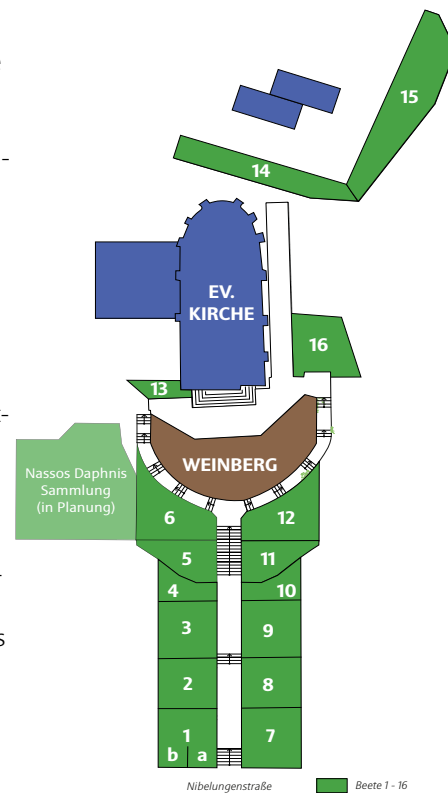 15
14
EV.
KIRCHE
16
13
WEINBERG
Nassos Daphnis
Sammlung
(in Planung)
6
12
5
11
4
10
3
9
2
8
1
7
b
a
Nibelungenstraße
Beete 1 - 16